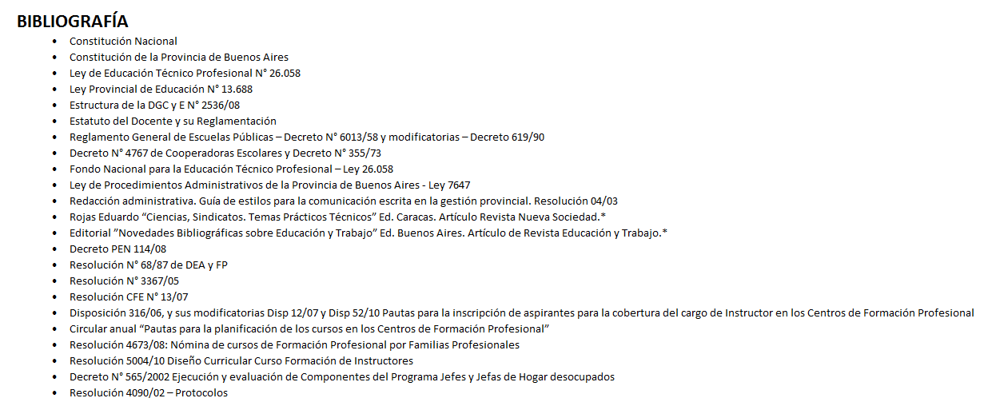 BIBLIOGRAFÍA
• Constitución Nacional
• Constitución de la Provincia de Buenos Aires
• Ley de Educación Técnico Profesional N° 26.058
• Ley Provincial de Educación N° 13.688
• Estructura de la DGC y E N° 2536/08
• Estatuto del Docente y su Reglamentación
• Reglamento General de Escuelas Públicas – Decreto N° 6013/58 y modificatorias – Decreto 619/90
• Decreto N° 4767 de Cooperadoras Escolares y Decreto N° 355/73
• Fondo Nacional para la Educación Técnico Profesional – Ley 26.058
• Ley de Procedimientos Administrativos de la Provincia de Buenos Aires - Ley 7647
• Redacción administrativa. Guía de estilos para la comunicación escrita en la gestión provincial. Resolución 04/03
• Rojas Eduardo “Ciencias, Sindicatos. Temas Prácticos Técnicos” Ed. Caracas. Artículo Revista Nueva Sociedad.*
• Editorial ”Novedades Bibliográficas sobre Educación y Trabajo” Ed. Buenos Aires. Artículo de Revista Educación y Trabajo.*
• Decreto PEN 114/08
• Resolución N° 68/87 de DEA y FP
• Resolución N° 3367/05
• Resolución CFE N° 13/07
• Disposición 316/06, y sus modificatorias Disp 12/07 y Disp 52/10 Pautas para la inscripción de aspirantes para la cobertura del cargo de Instructor en los Centros de Formación Profesional
• Circular anual “Pautas para la planificación de los cursos en los Centros de Formación Profesional”
• Resolución 4673/08: Nómina de cursos de Formación Profesional por Familias Profesionales
• Resolución 5004/10 Diseño Curricular Curso Formación de Instructores
• Decreto N° 565/2002 Ejecución y evaluación de Componentes del Programa Jefes y Jefas de Hogar desocupados
• Resolución 4090/02 – Protocolos